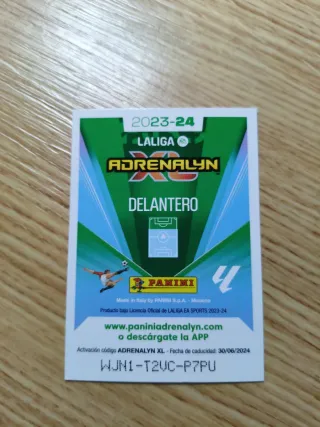 2023-24
LALIGA
ADRENALYN
XL
DELANTERO
PANINI
Made in Italy by PANINI S.p.A. - Modena
Producto bajo Licencia Oficial de LALIGA EA SPORTS 2023-24
www.paniniadrenalyn.com
o descárgate la APP
Activación código ADRENALYN XL - Fecha de caducidad: 30/06/2024
WJN1-T2VC-P7PU